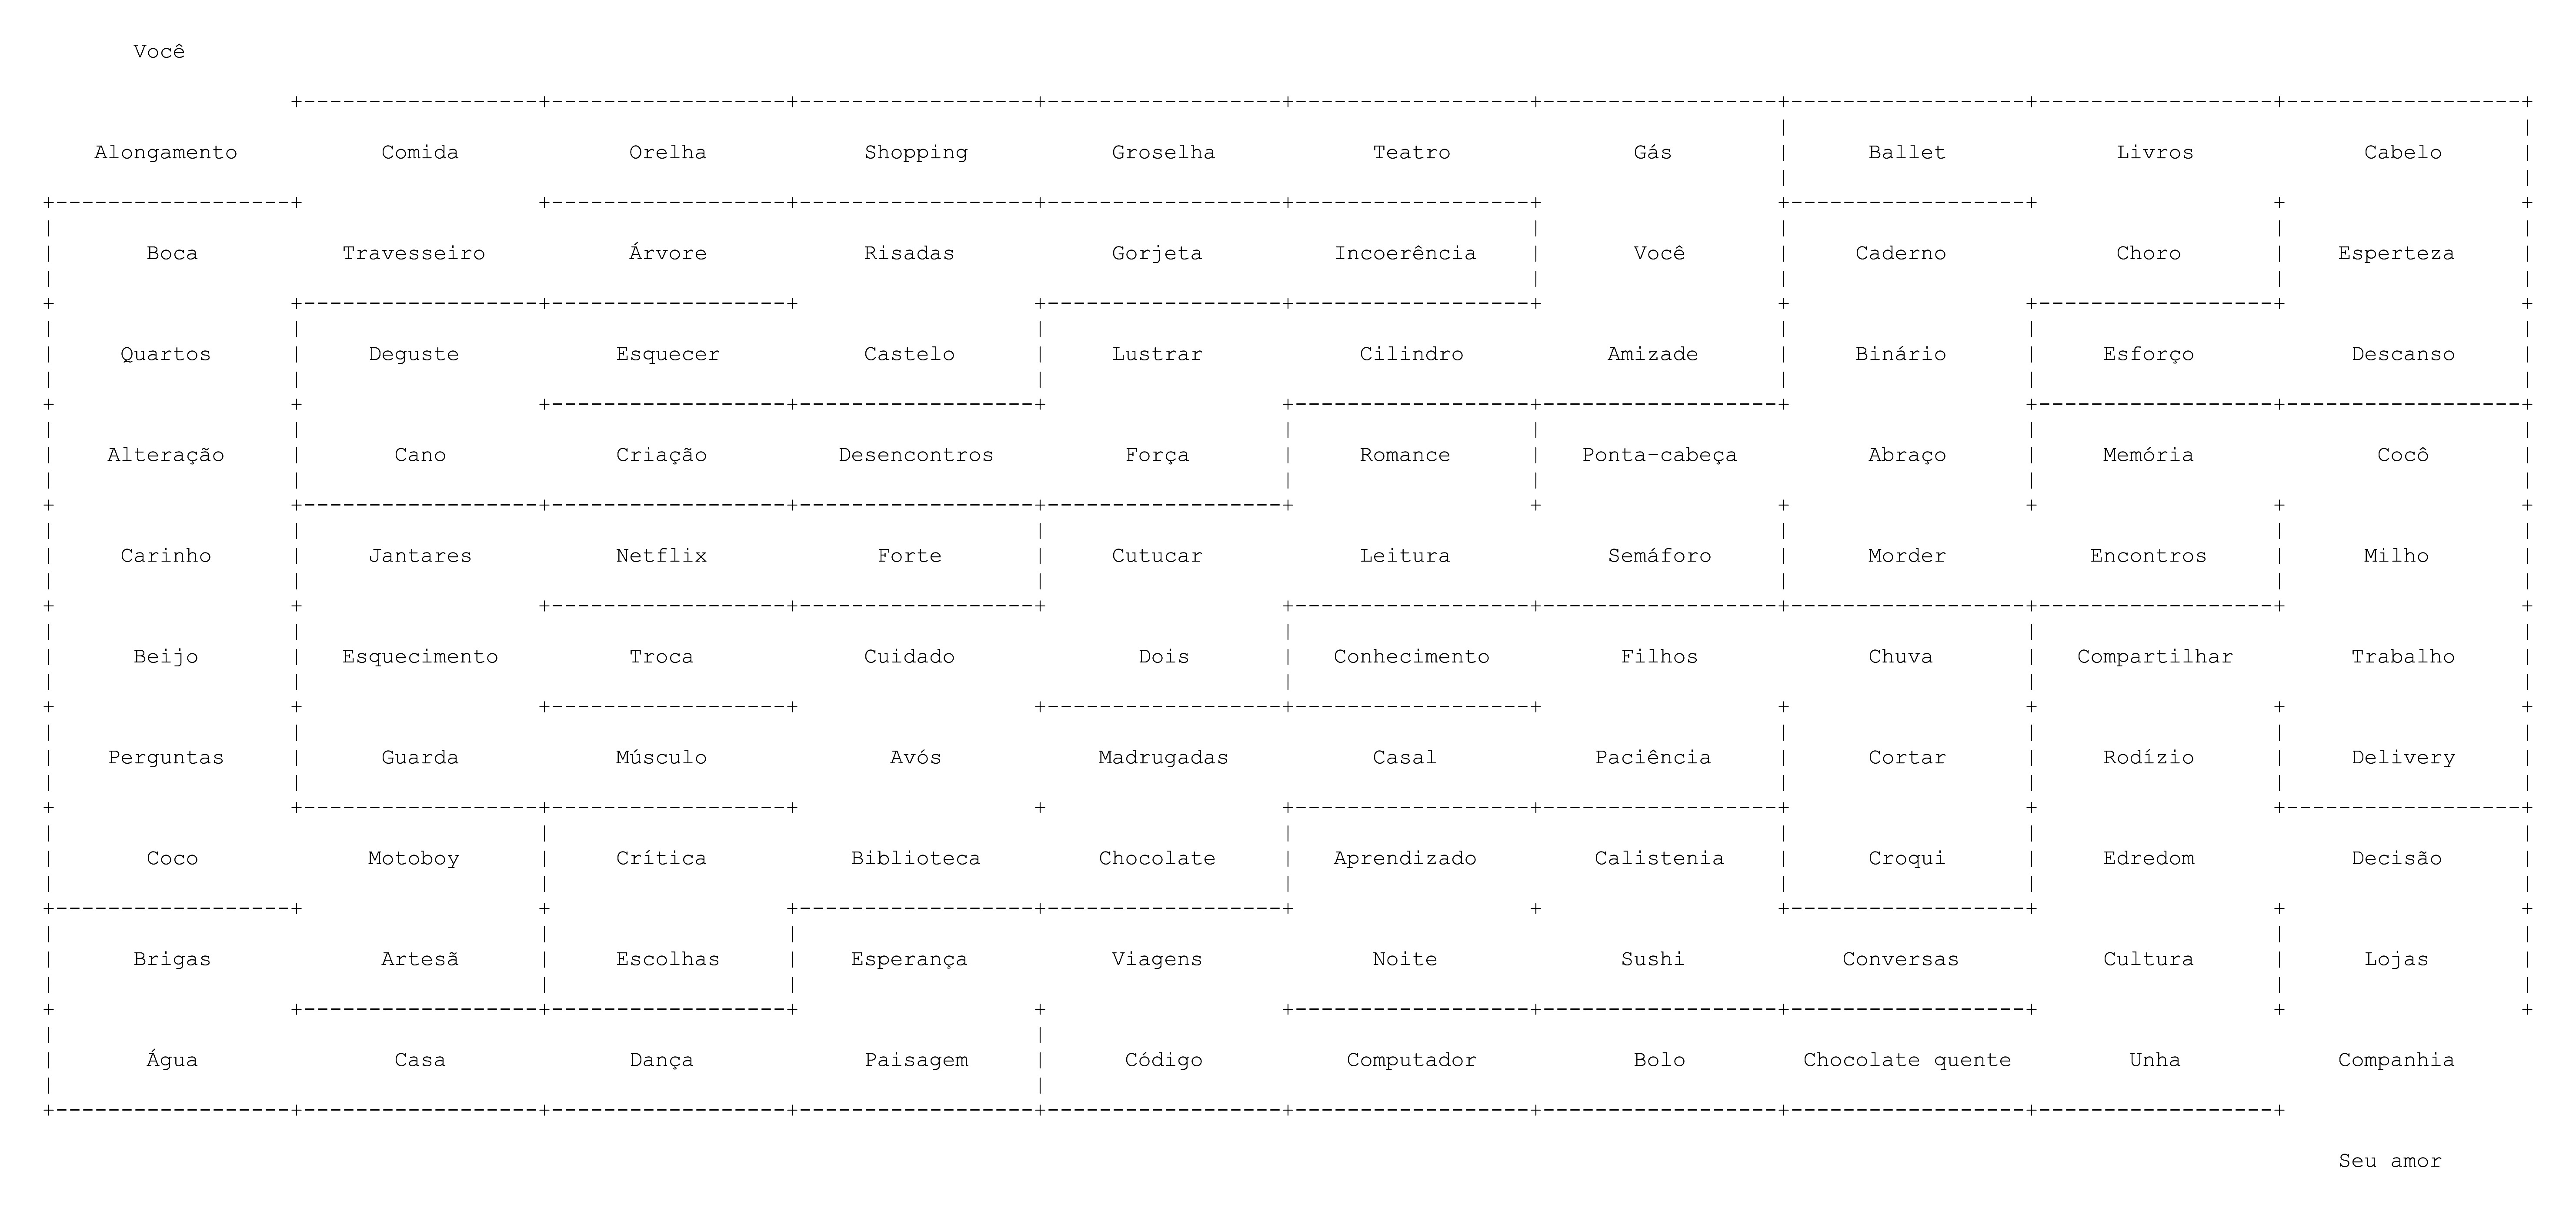 Você
Alongamento Comida Orelha Shopping Groselha Teatro Gás Ballet Livros Cabelo
Boca Travesseiro Árvore Risadas Gorjeta Incoerência Você Caderno Choro Esperteza
Quartos Deguste Esquecer Castelo Lustrar Cilindro Amizade Binário Esforço Descanso
Alteração Cano Criação Desencontros Força Romance Ponta-cabeça Abraço Memória Cocô
Carinho Jantares Netflix Forte Cutucar Leitura Semáforo Morder Encontros Milho
Beijo Esquecimento Troca Cuidado Dois Conhecimento Filhos Chuva Compartilhar Trabalho
Perguntas Guarda Músculo Avós Madrugadas Casal Paciência Cortar Rodízio Delivery
Coco Motoboy Crítica Biblioteca Chocolate Aprendizado Calistenia Croqui Edredom Decisão
Brigas Artesã Escolhas Esperança Viagens Noite Sushi Conversas Cultura Lojas
Água Casa Dança Paisagem Código Computador Bolo Chocolate quente Unha Companhia
Seu amor